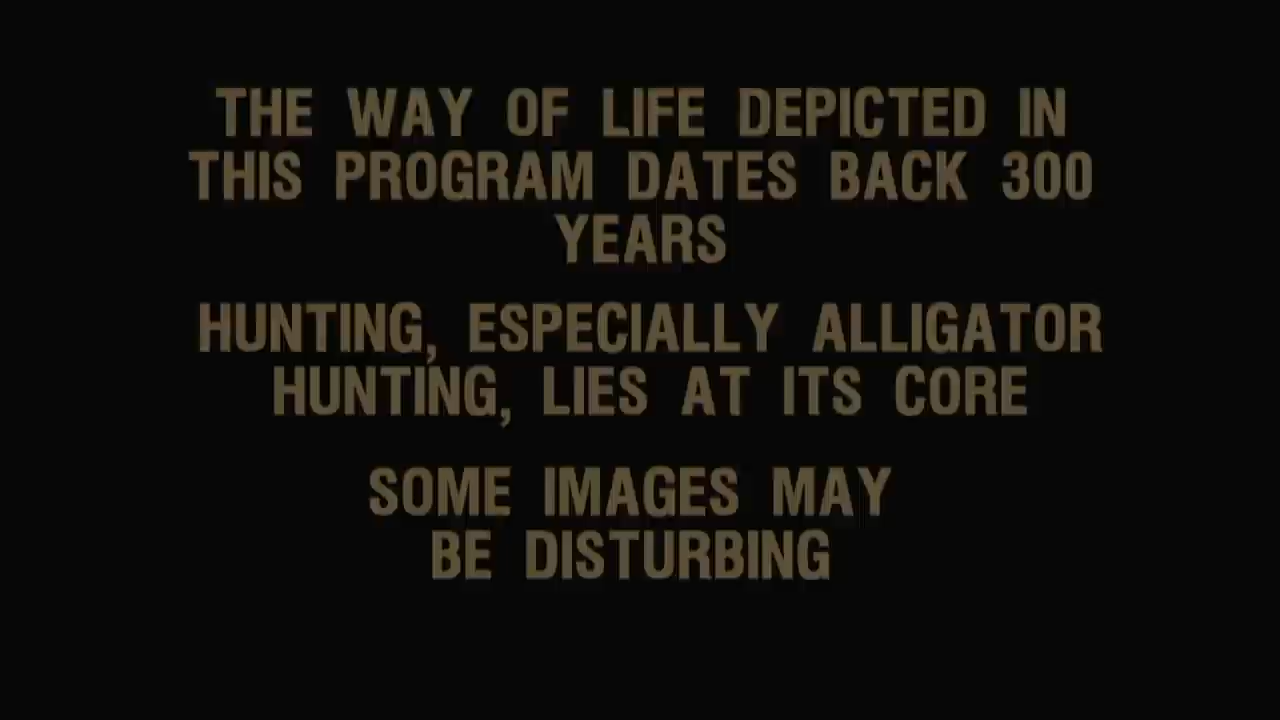 THE WAY OF LIFE DEPICTED IN
THIS PROGRAM DATES BACK 300
YEARS
HUNTING, ESPECIALLY ALLIGATOR
HUNTING, LIES AT ITS CORE
SOME IMAGES MAY
BE DISTURBING